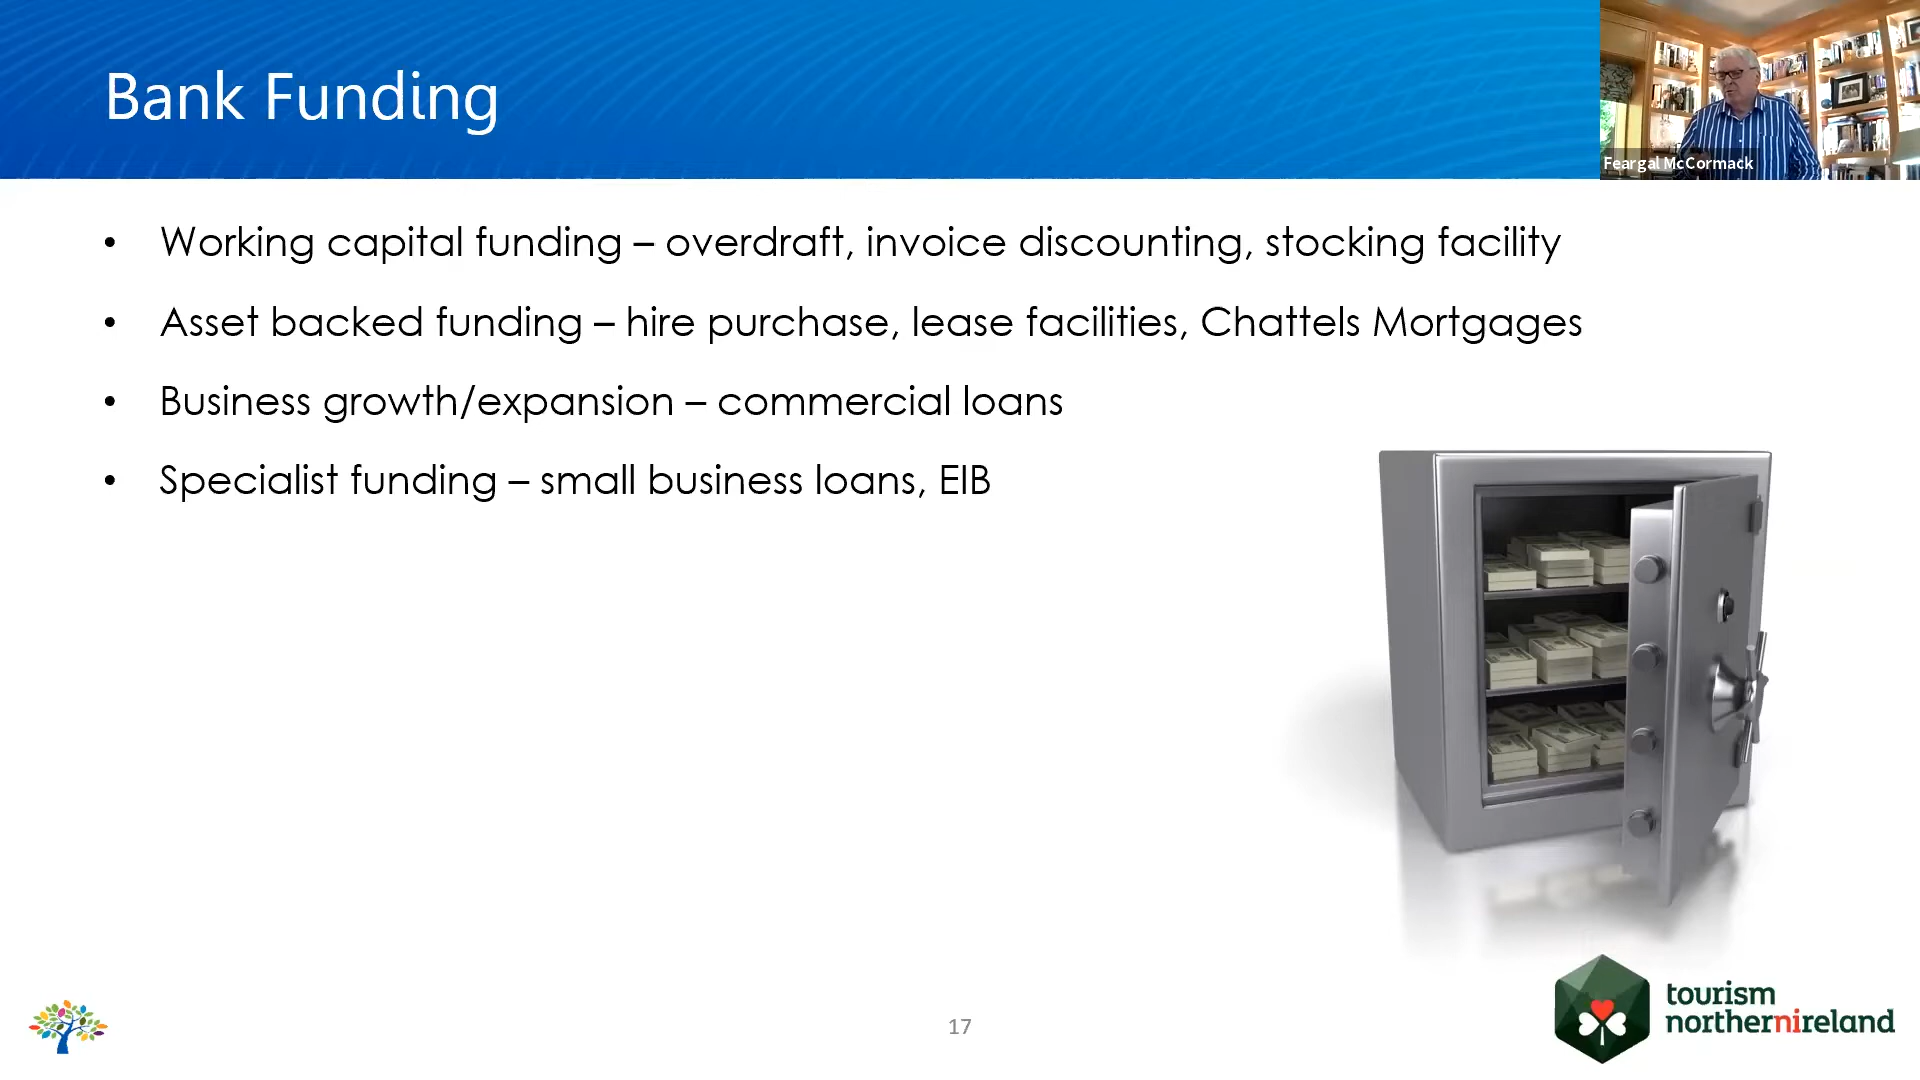 Bank Funding
Feargal McCormack
• Working capital funding – overdraft, invoice discounting, stocking facility
• Asset backed funding – hire purchase, lease facilities, Chattels Mortgages
• Business growth/expansion – commercial loans
• Specialist funding – small business loans, EIB
17
tourism
northernireland